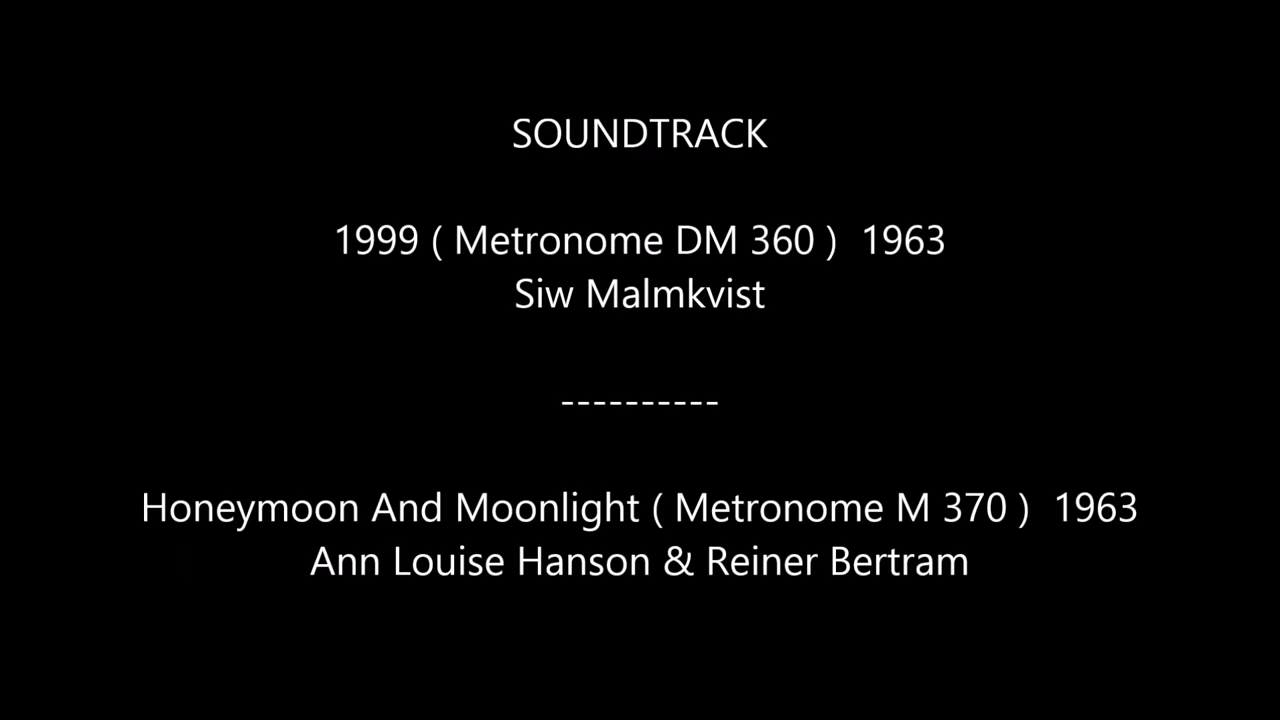 SOUNDTRACK
1999 ( Metronome DM 360 )  1963
Siw Malmkvist
----------
Honeymoon And Moonlight ( Metronome M 370 )  1963
Ann Louise Hanson & Reiner Bertram